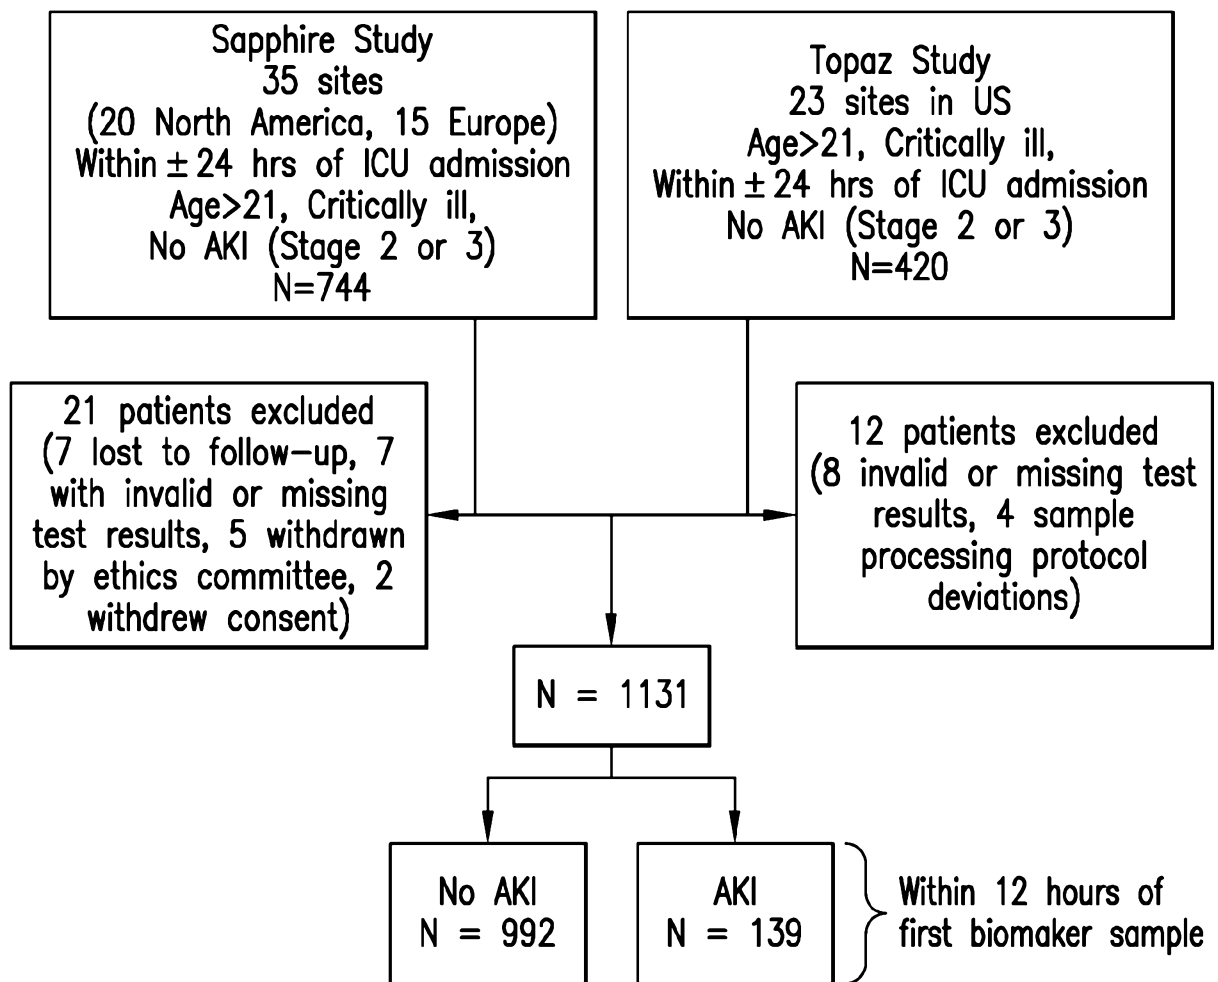 Sapphire Study
35 sites
(20 North America, 15 Europe)
Within ± 24 hrs of ICU admission
Age>21, Critically ill,
No AKI (Stage 2 or 3)
N=744
Topaz Study
23 sites in US
Age>21, Critically ill,
Within ± 24 hrs of ICU admission
No AKI (Stage 2 or 3)
N=420
21 patients excluded
(7 lost to follow-up, 7
with invalid or missing
test results, 5 withdrawn
by ethics committee, 2
withdrew consent)
12 patients excluded
(8 invalid or missing test
results, 4 sample
processing protocol
deviations)
N = 1131
No AKI
N = 992
AKI
N = 139
Within 12 hours of
first biomaker sample